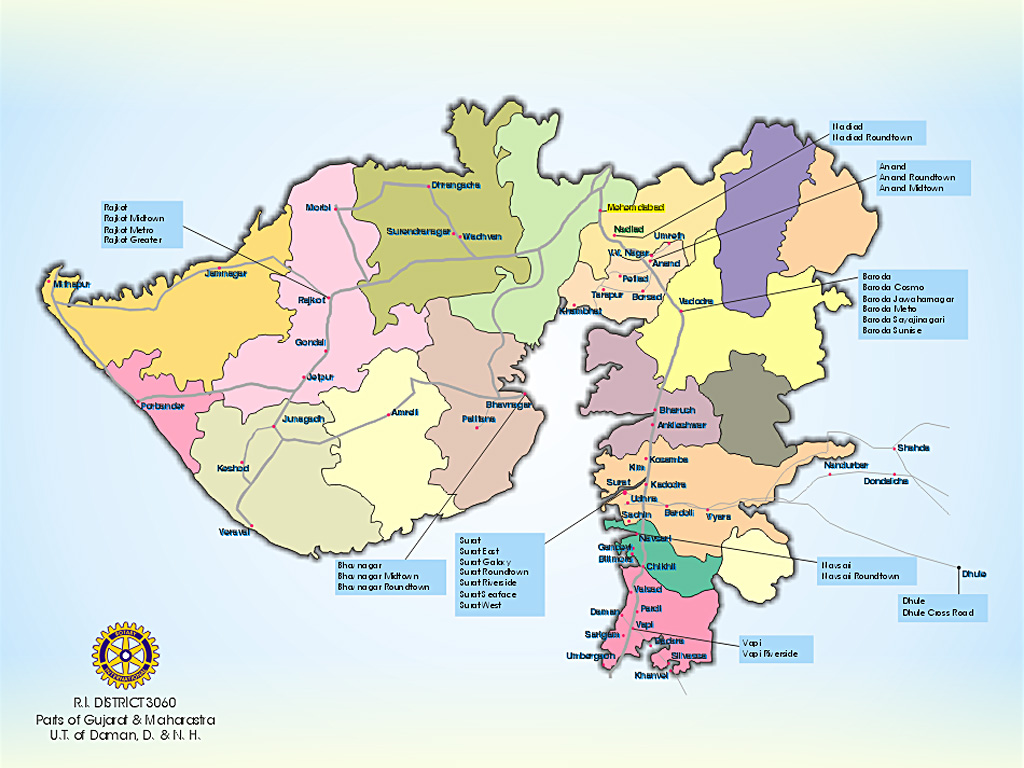 Nadiad
Nadiad Roundtown
Anand
Anand Roundtown
Anand Midtown
Rajkot
Rajkot Midtown
Rajkot Metro
Rajkot Greater
Dhrangadra
Morbi
Mehemdabad
Surendranagar
Wadhvan
Nadiad
Umreth
V.V. Nagar
Anand
Jamnagar
Mithapur
Petlad
Tarapur
Borsad
Khambhat
Vadodra
Rajkot
Baroda
Baroda Cosmo
Baroda Jawaharnagar
Baroda Metro
Baroda Sayajinagari
Baroda Sunise
Gondal
Jetpur
Porbander
Junagadh
Amreli
Bhavnagar
Palitana
Bharuch
Ankleshwar
Keshod
Kosamba
Kim
Surat
Kadodra
Udhna
Sachin
Bardoli
Vyara
Nandurbar
Shahda
Dondaicha
Veraval
Surat
Surat East
Surat Galaxy
Surat Roundtown
Surat Riverside
Surat Seaface
Surat West
Bhavnagar
Bhavnagar Midtown
Bhavnagar Roundtown
Navsari
Gandevi
Billimora
Chikhli
Navsari
Navsari Roundtown
Dhule
Dhule
Dhule Cross Road
Valsad
Daman
Pardi
Vapi
Sarigam
Umbergaon
Silvassa
Khanvel
Vapi
Vapi Riverside
ROTARY
INTERNATIONAL
R.I. DISTRICT 3060
Parts of Gujarat & Maharastra
U.T. of Daman, D. & N. H.